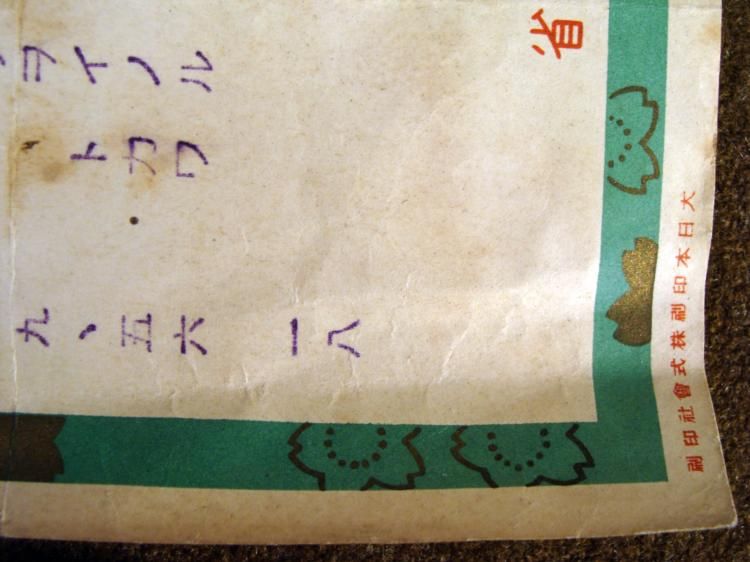 省
ヲイノル
トカワ
九、五六 一八
大日本印刷株式會社印刷